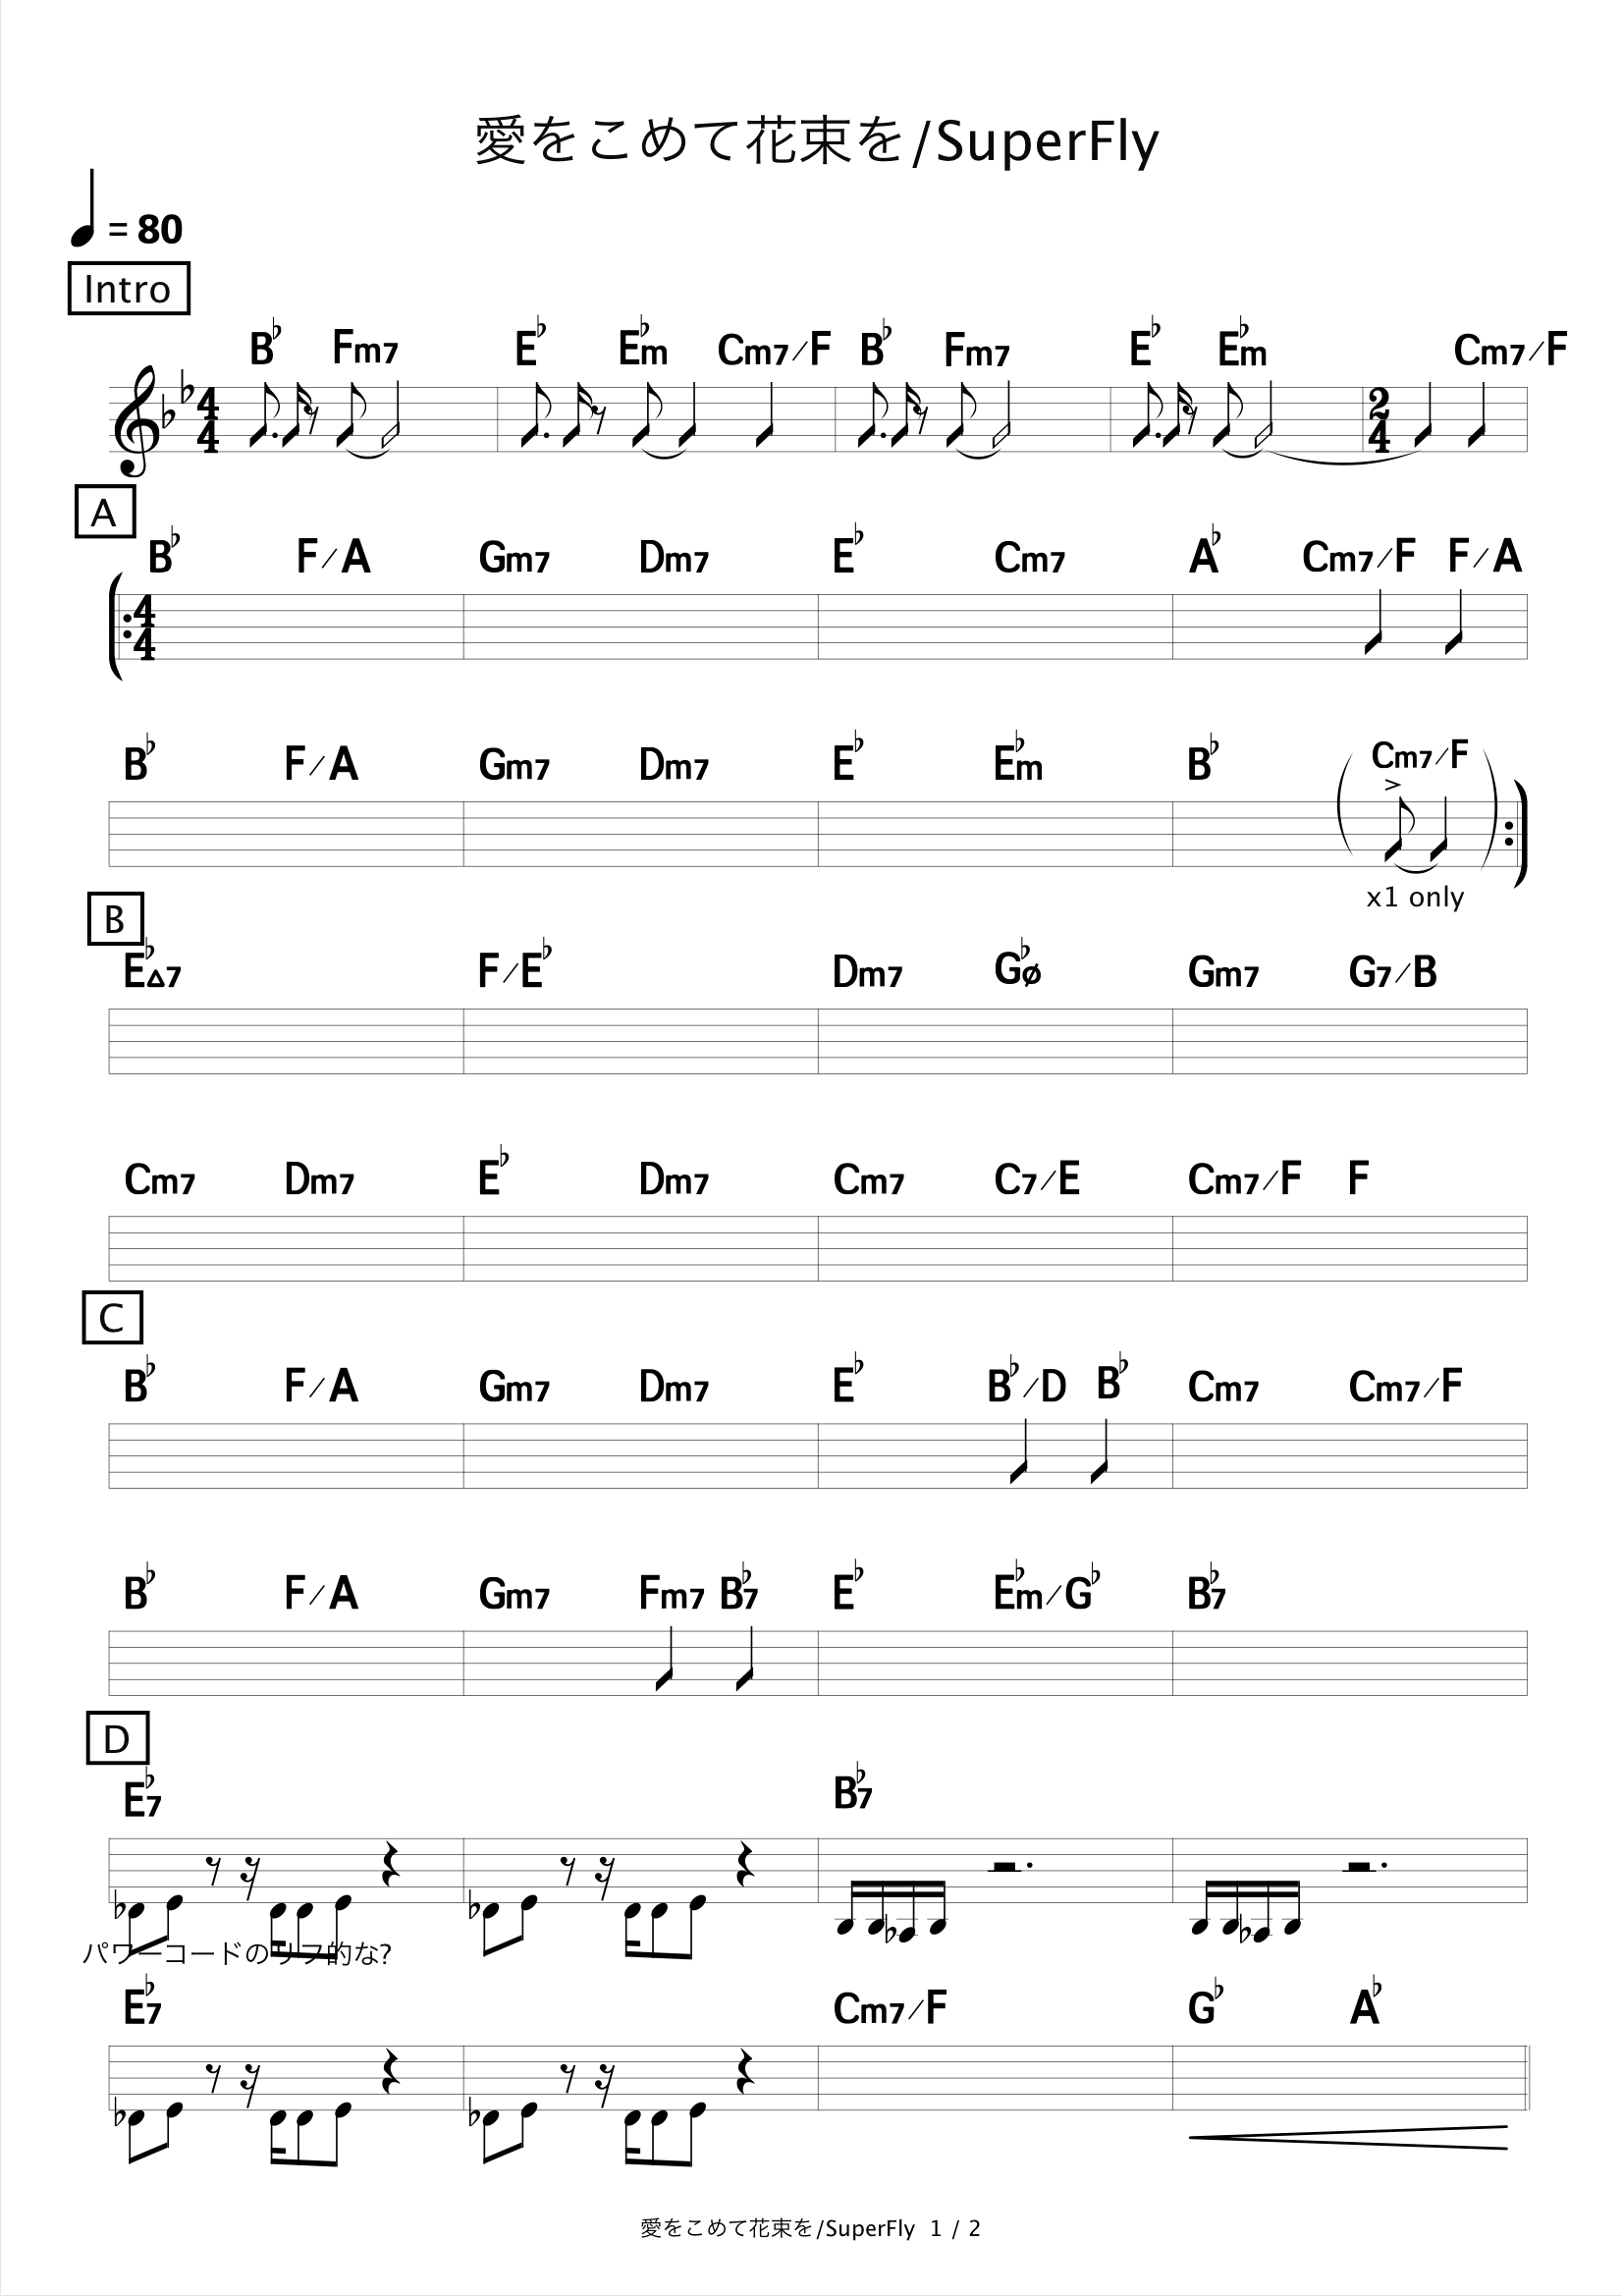 愛をこめて花束を/SuperFly
= 80
Intro
B♭ Fm7 E♭ E♭m Cm7/F B♭ Fm7 E♭ E♭m Cm7/F
4 4 2 4
A
B♭ F/A Gm7 Dm7 E♭ Cm7 A♭ Cm7/F F/A
4 4
B♭ F/A Gm7 Dm7 E♭ E♭m B♭ (Cm7/F)
x1 only
B
E♭△7 F/E♭ Dm7 G♭ø Gm7 G7/B
Cm7 Dm7 E♭ Dm7 Cm7 C7/E Cm7/F F
C
B♭ F/A Gm7 Dm7 E♭ B♭/D B♭ Cm7 Cm7/F
B♭ F/A Gm7 Fm7 B♭7 E♭ E♭m/G♭ B♭7
D
E♭7 B♭7
パワーコードのリフ的な?
E♭7 Cm7/F G♭ A♭
愛をこめて花束を/SuperFly 1 / 2